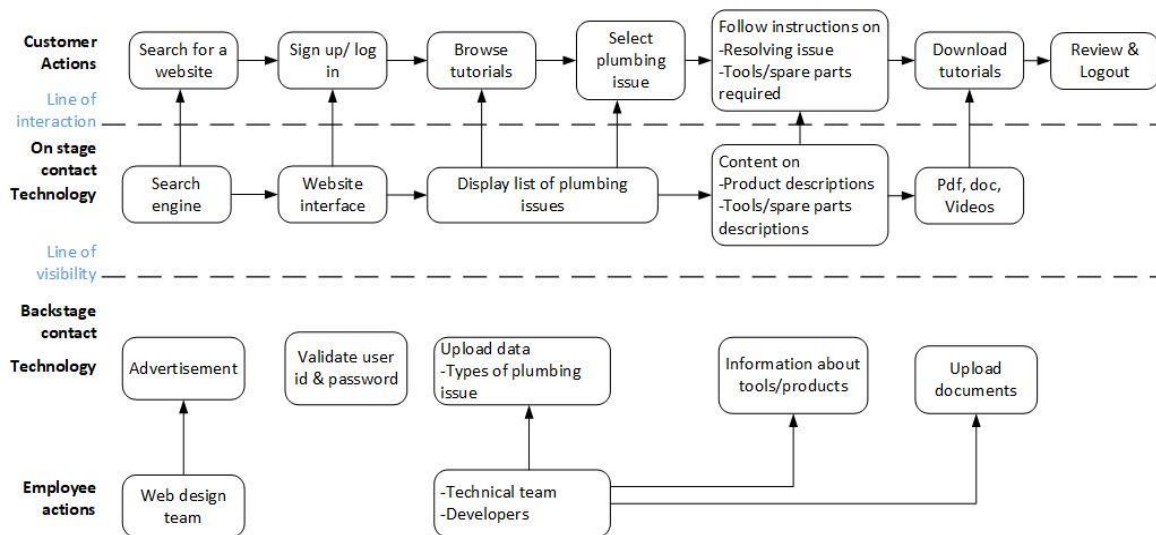 Customer
Actions
Search for a
website
Sign up/ log
in
Browse
tutorials
Select
plumbing
issue
Follow instructions on
-Resolving issue
-Tools/spare parts
required
Download
tutorials
Review &
Logout
Line of
interaction
On stage
contact
Technology
Search
engine
Website
interface
Display list of plumbing
issues
Content on
-Product descriptions
-Tools/spare parts
descriptions
Pdf, doc,
Videos
Line of
visibility
Backstage
contact
Technology
Advertisement
Validate user
id & password
Upload data
-Types of plumbing
issue
Information about
tools/products
Upload
documents
Employee
actions
Web design
team
-Technical team
-Developers